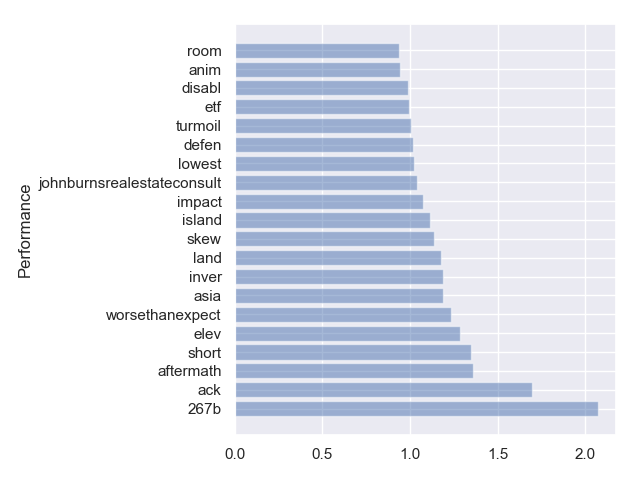 room
anim
disabl
etf
turmoil
defen
lowest
johnburnsrealestateconsult
impact
island
skew
land
inver
asia
worsethanexpect
elev
short
aftermath
ack
267b
Performance
0.0 0.5 1.0 1.5 2.0